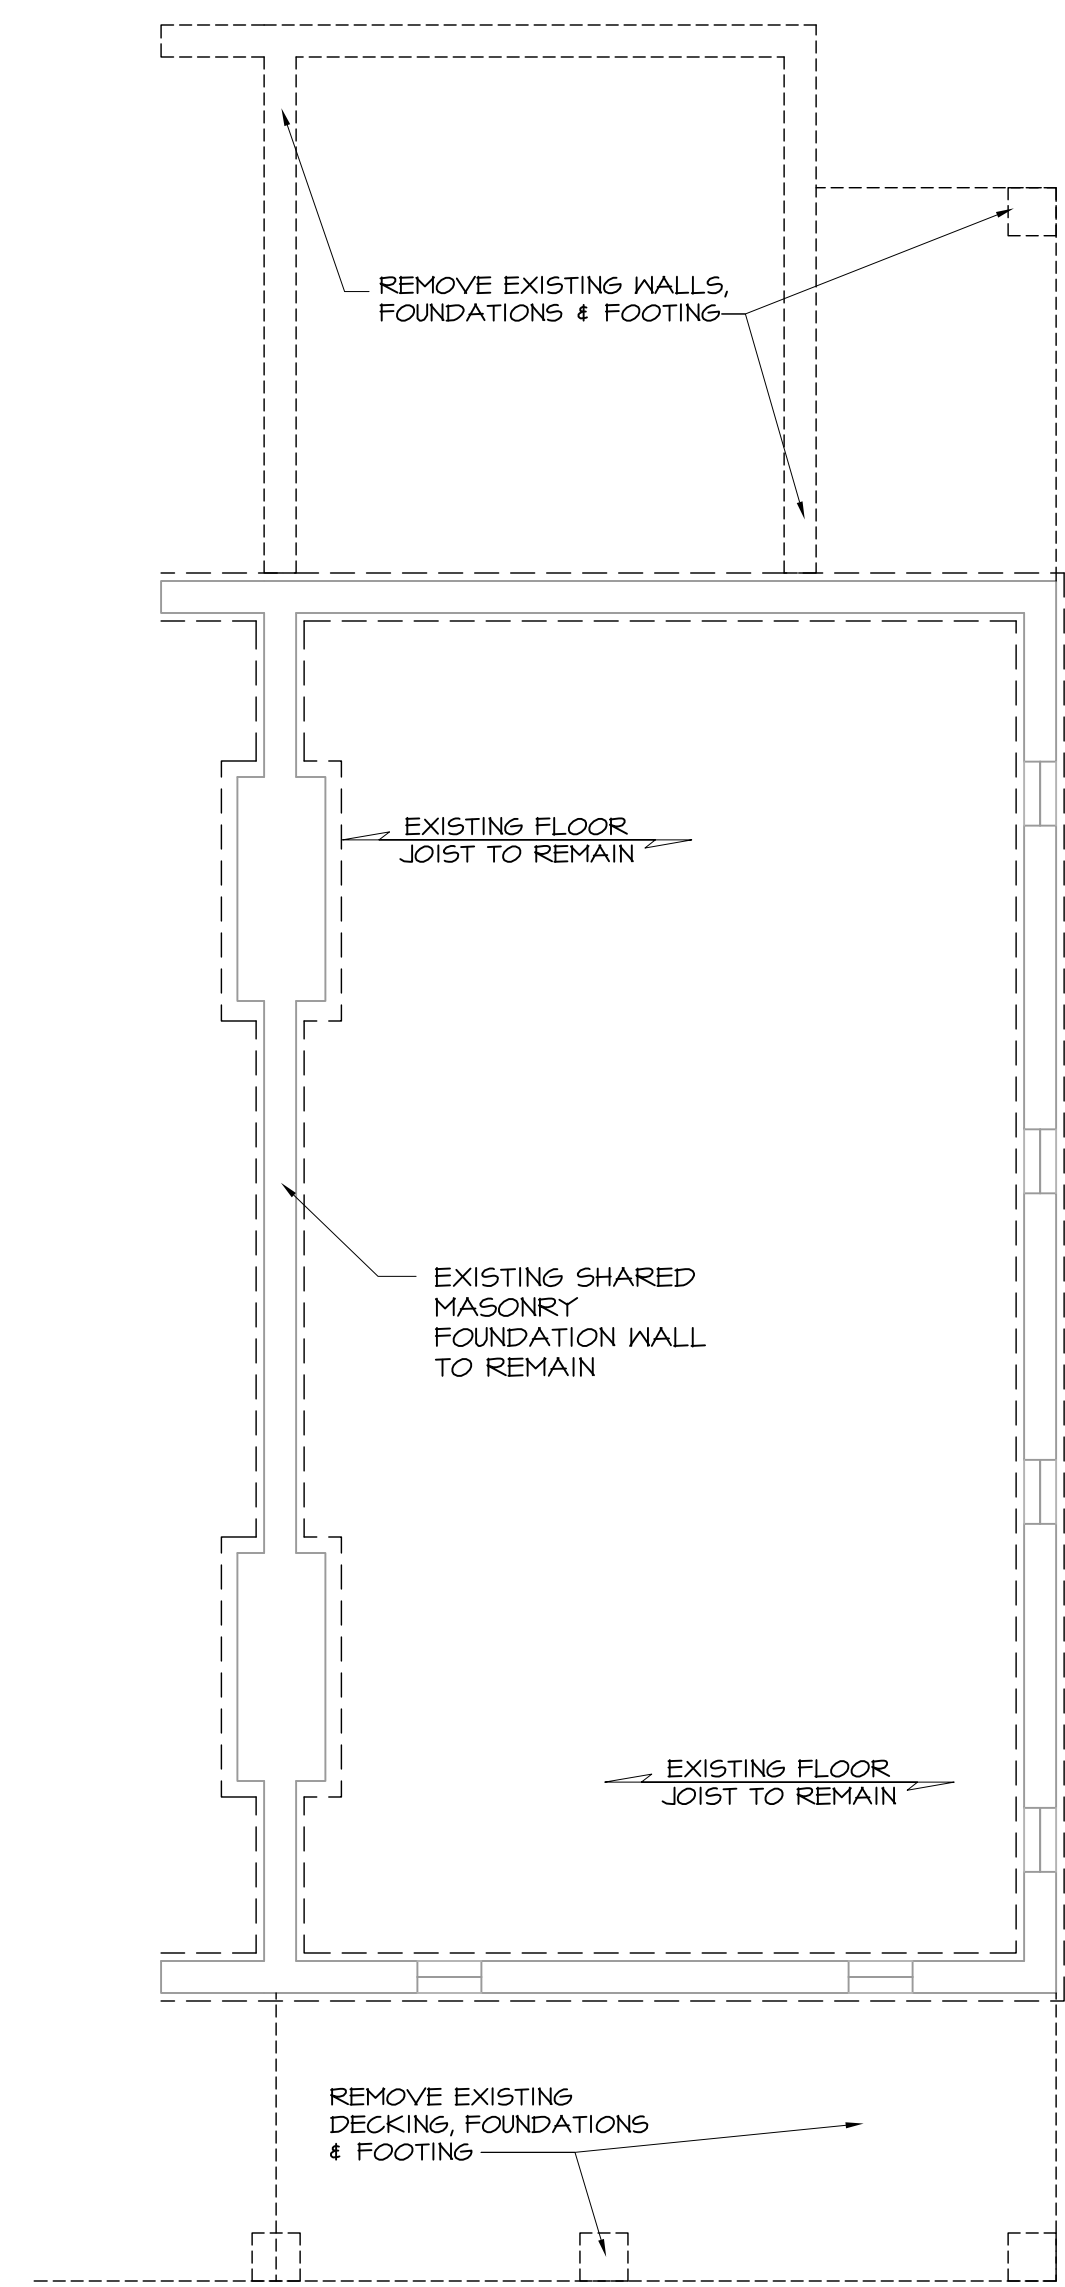 REMOVE EXISTING WALLS,
FOUNDATIONS & FOOTING
EXISTING FLOOR
JOIST TO REMAIN
EXISTING SHARED
MASONRY
FOUNDATION WALL
TO REMAIN
EXISTING FLOOR
JOIST TO REMAIN
REMOVE EXISTING
DECKING, FOUNDATIONS
& FOOTING